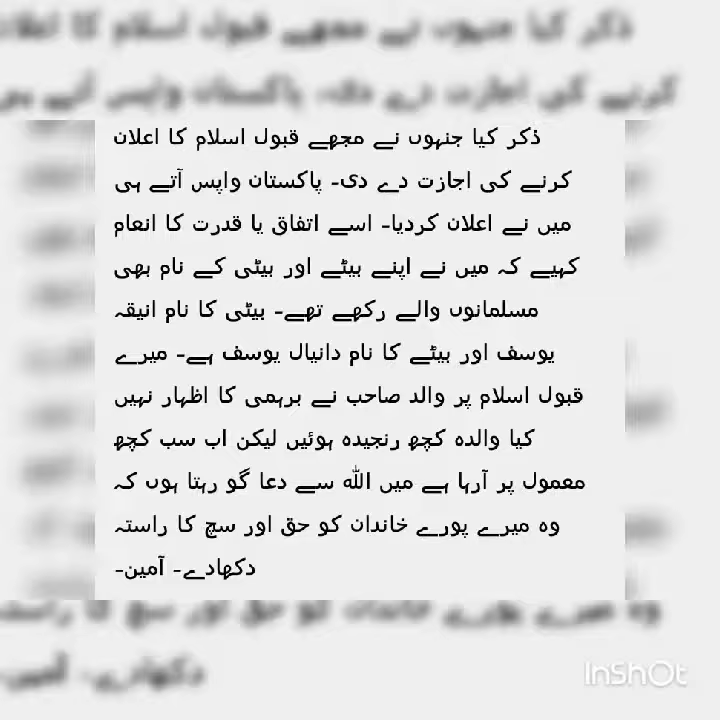 ذکر کیا جنہوں نے مجھے قبول اسلام کا اعلان
کرنے کی اجازت دے دی۔ پاکستان واپس آتے ہی
میں نے اعلان کردیا۔ اسے اتفاق یا قدرت کا انعام
کہیے کہ میں نے اپنے بیٹے اور بیٹی کے نام بھی
مسلمانوں والے رکھے تھے۔ بیٹی کا نام انیقہ
یوسف اور بیٹے کا نام دانیال یوسف ہے۔ میرے
قبول اسلام پر والد صاحب نے برہمی کا اظہار نہیں
کیا والدہ کچھ رنجیدہ ہوئیں لیکن اب سب کچھ
معمول پر آرہا ہے میں اللہ سے دعا گو رہتا ہوں کہ
وہ میرے پورے خاندان کو حق اور سچ کا راستہ
دکھادے۔ آمین۔
InShOt